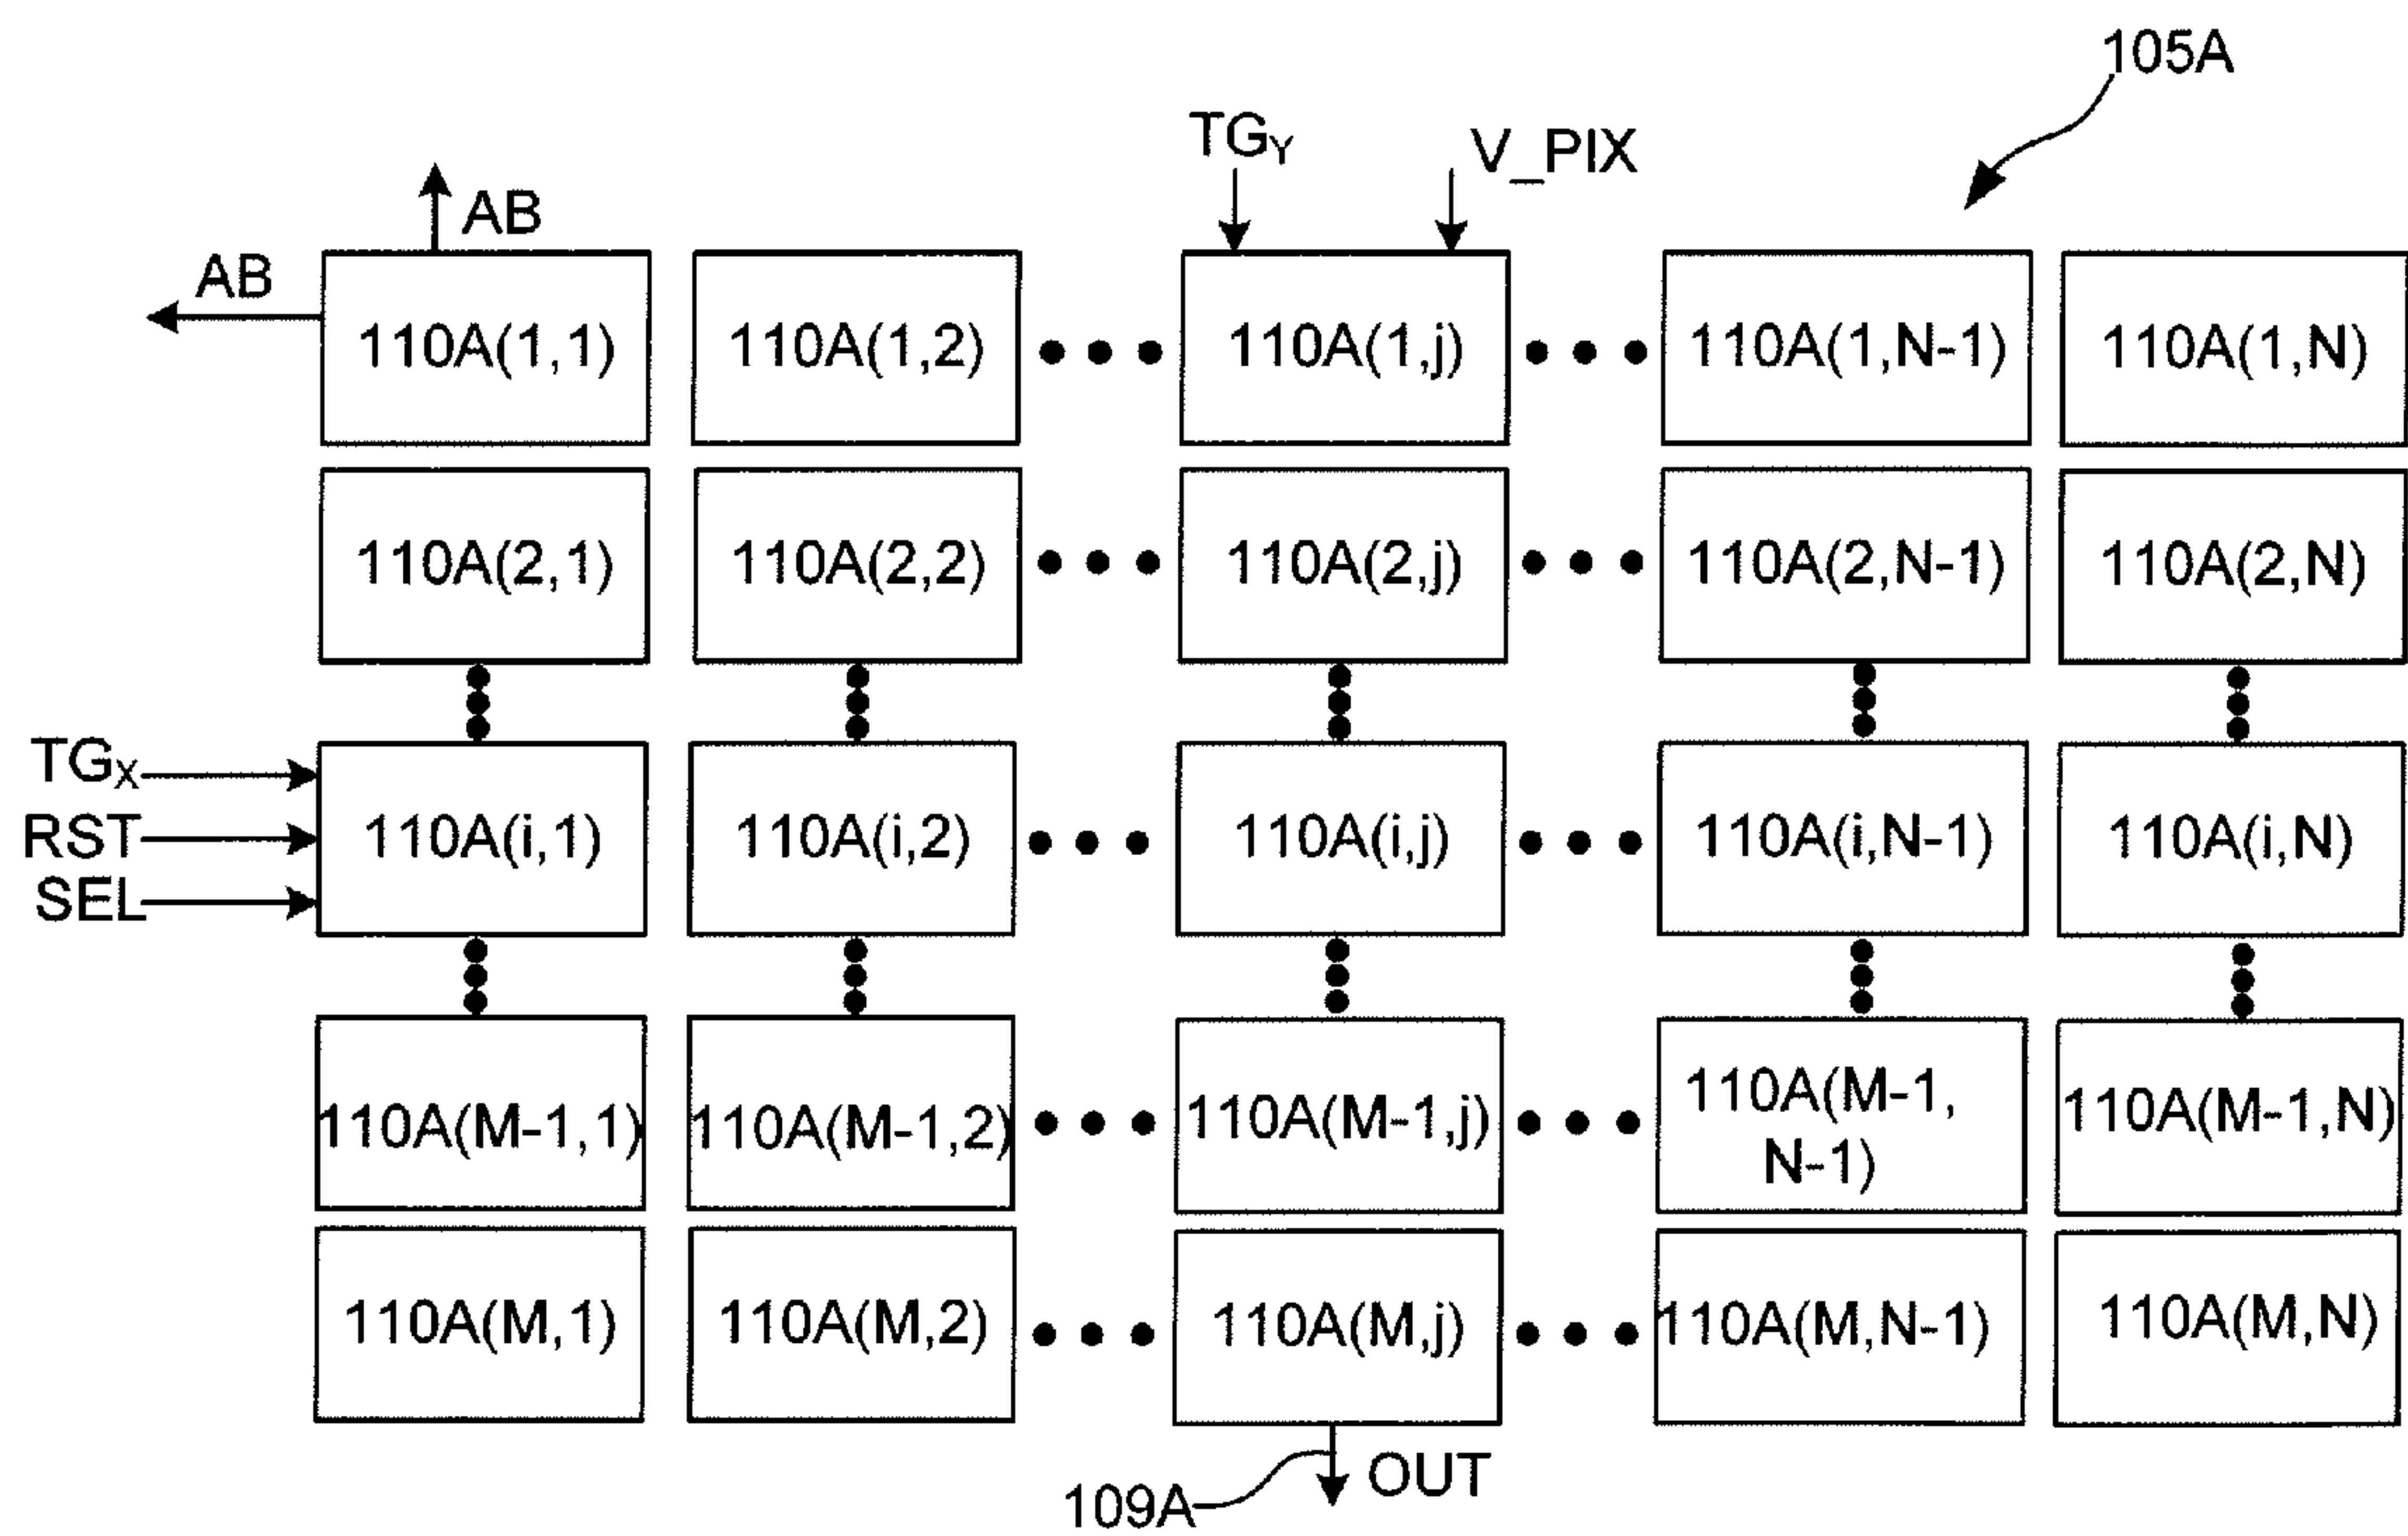 105A
TGY V_PIX
AB
AB
110A(1,1) 110A(1,2) 110A(1,j) 110A(1,N-1) 110A(1,N)
110A(2,1) 110A(2,2) 110A(2,j) 110A(2,N-1) 110A(2,N)
TGX
RST 110A(i,1) 110A(i,2) 110A(i,j) 110A(i,N-1) 110A(i,N)
SEL
110A(M-1,1) 110A(M-1,2) 110A(M-1,j) 110A(M-1, 110A(M-1,N)
N-1)
110A(M,1) 110A(M,2) 110A(M,j) 110A(M,N-1) 110A(M,N)
109A OUT